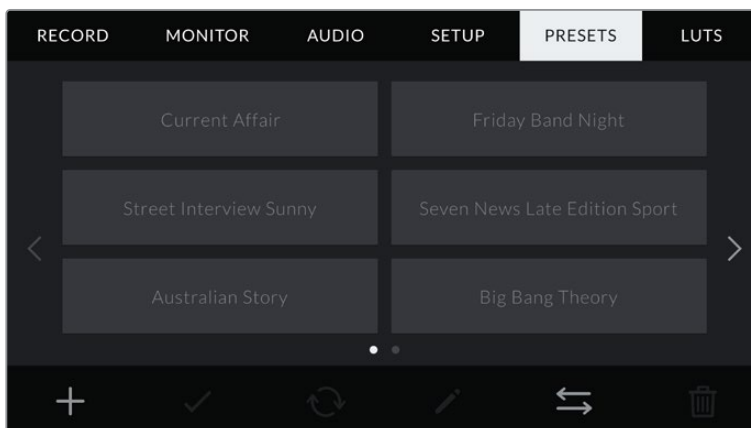 RECORD MONITOR AUDIO SETUP PRESETS LUTS
Current Affair Friday Band Night
Street Interview Sunny Seven News Late Edition Sport
Australian Story Big Bang Theory